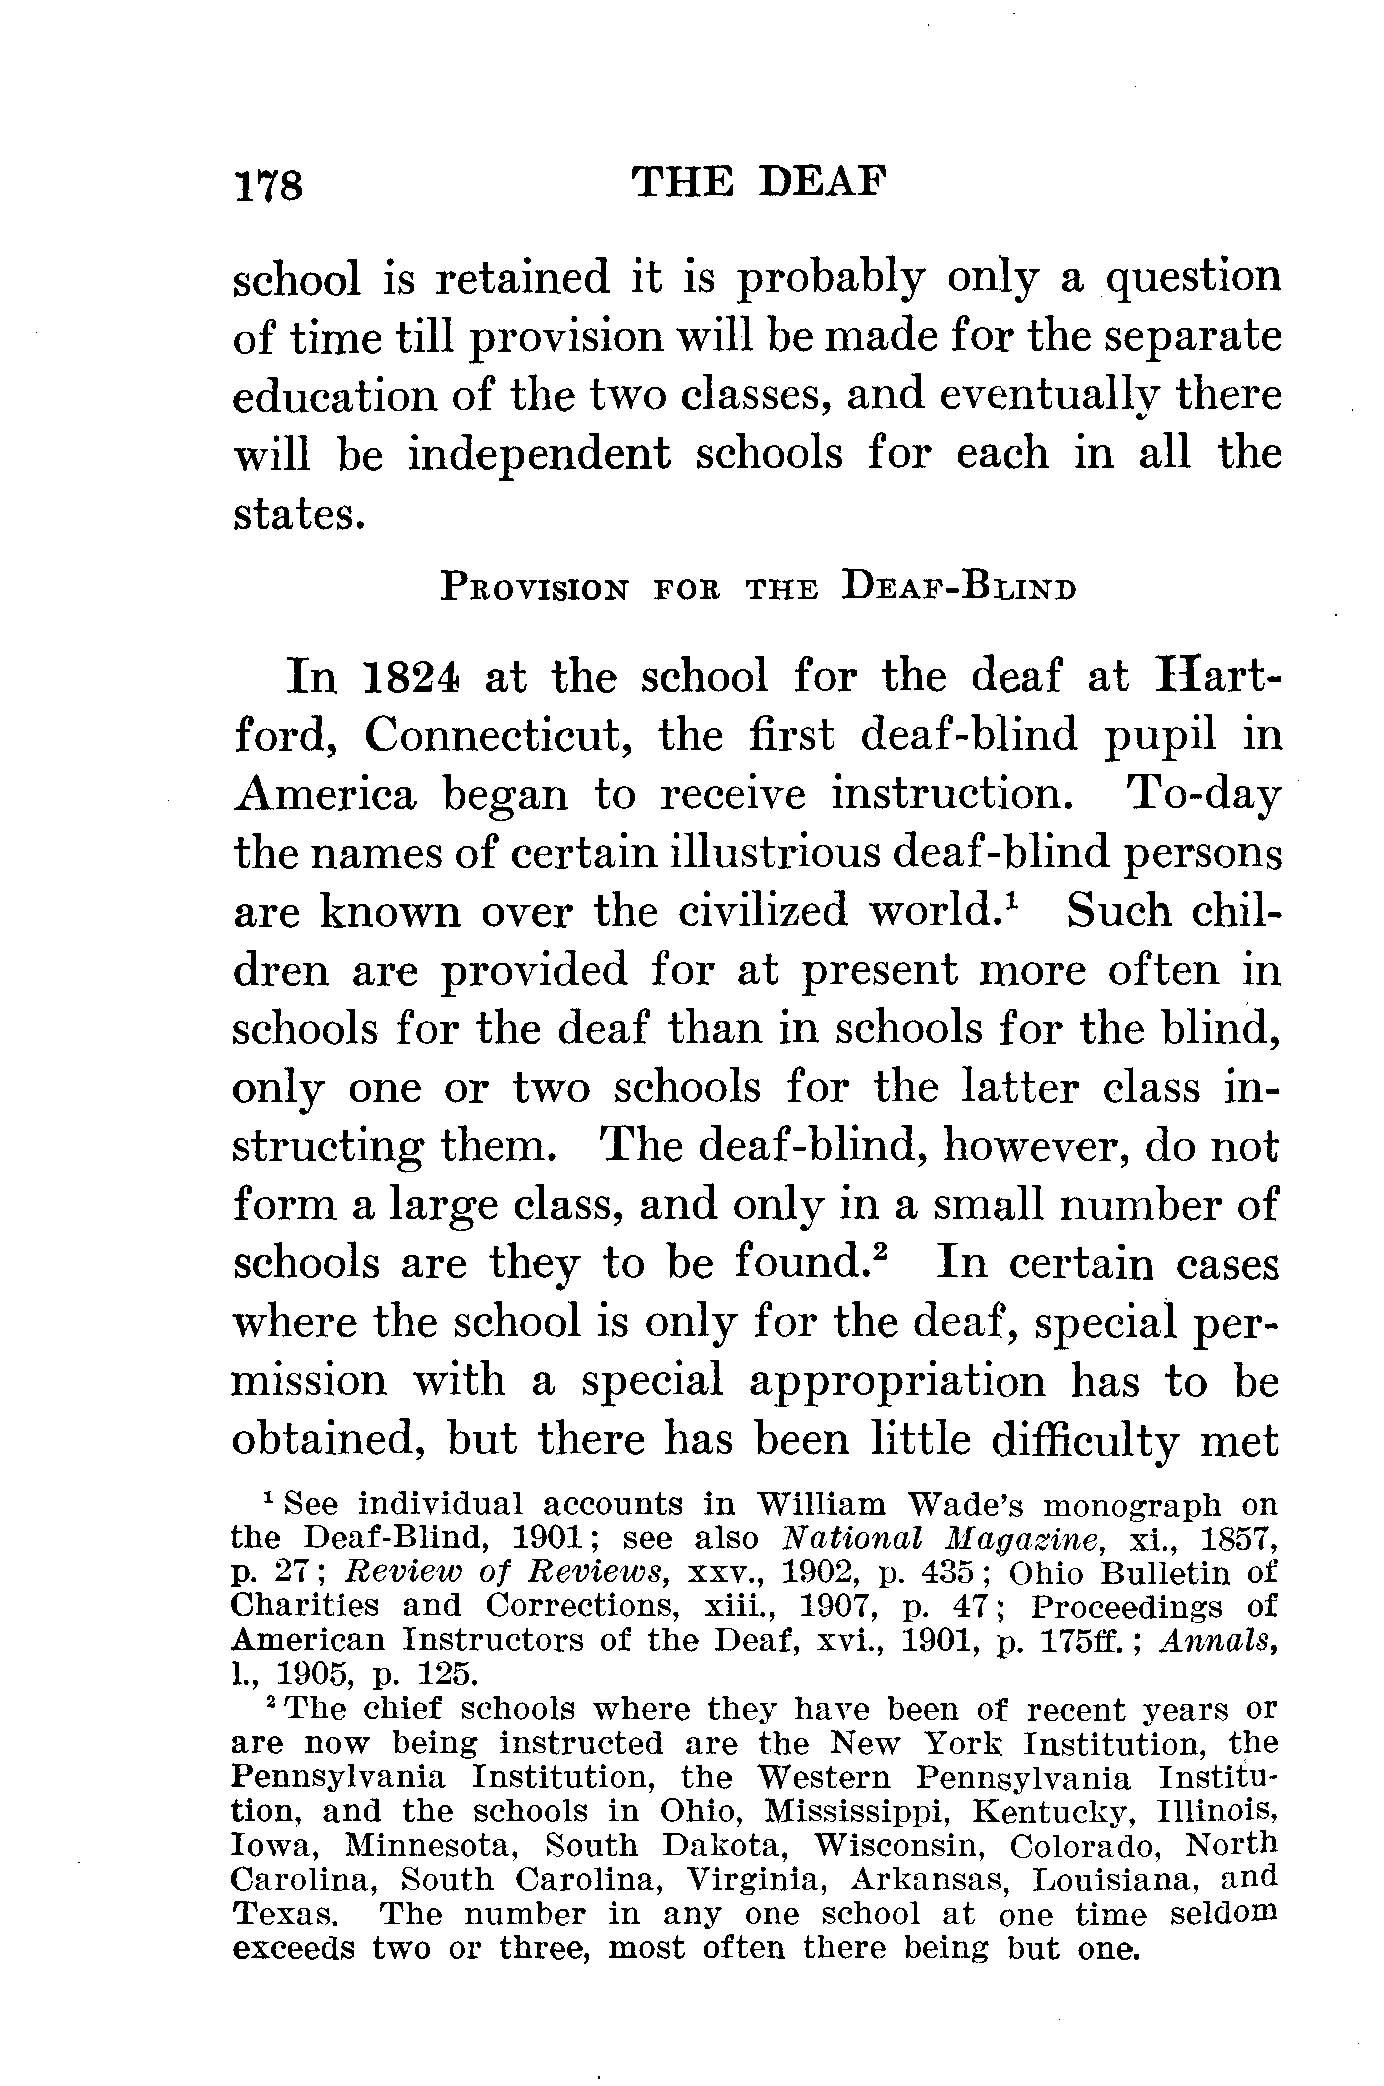 178 THE DEAF
school is retained it is probably only a question
of time till provision will be made for the separate
education of the two classes, and eventually there
will be independent schools for each in all the
states.
PROVISION FOR THE DEAF-BLIND
In 1824 at the school for the deaf at Hart-
ford, Connecticut, the first deaf-blind pupil in
America began to receive instruction. To-day
the names of certain illustrious deaf-blind persons
are known over the civilized world.¹ Such chil-
dren are provided for at present more often in
schools for the deaf than in schools for the blind,
only one or two schools for the latter class in-
structing them. The deaf-blind, however, do not
form a large class, and only in a small number of
schools are they to be found.² In certain cases
where the school is only for the deaf, special per-
mission with a special appropriation has to be
obtained, but there has been little difficulty met
¹ See individual accounts in William Wade's monograph on
the Deaf-Blind, 1901; see also National Magazine, xi., 1857,
p. 27; Review of Reviews, xxv., 1902, p. 435; Ohio Bulletin of
Charities and Corrections, xiii., 1907, p. 47; Proceedings of
American Instructors of the Deaf, xvi., 1901, p. 175ff.; Annals,
l., 1905, p. 125.
² The chief schools where they have been of recent years or
are now being instructed are the New York Institution, the
Pennsylvania Institution, the Western Pennsylvania Institu-
tion, and the schools in Ohio, Mississippi, Kentucky, Illinois,
Iowa, Minnesota, South Dakota, Wisconsin, Colorado, North
Carolina, South Carolina, Virginia, Arkansas, Louisiana, and
Texas. The number in any one school at one time seldom
exceeds two or three, most often there being but one.